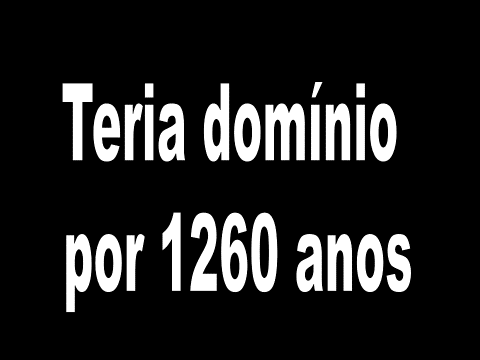 Teria domínio
por 1260 anos